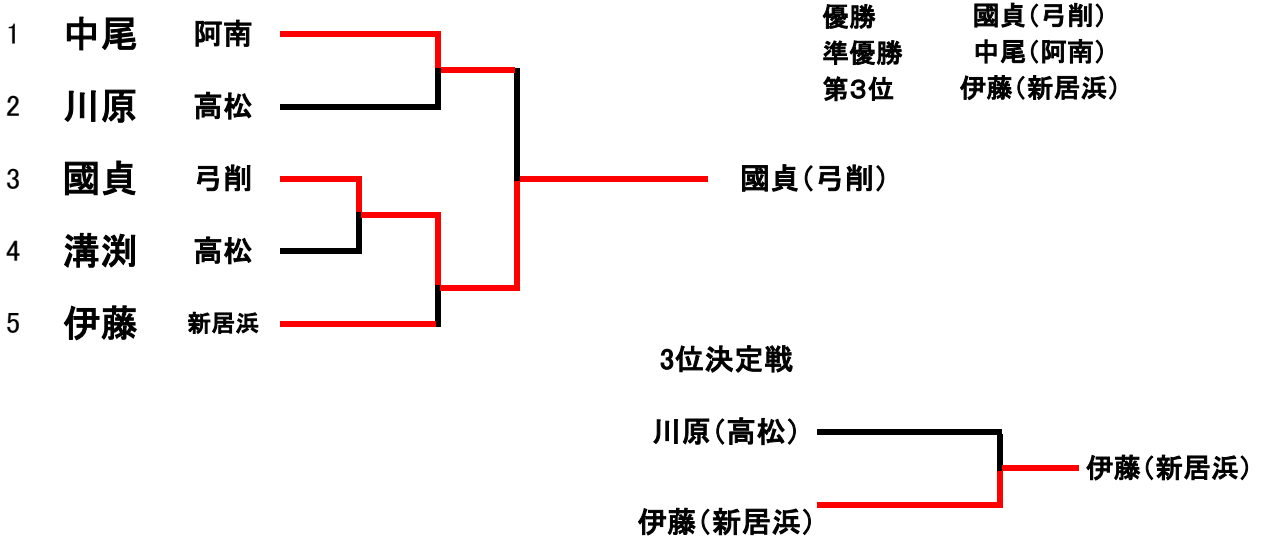 1 中尾 阿南
2 川原 高松
3 國貞 弓削
4 溝渕 高松
5 伊藤 新居浜
優勝 國貞(弓削)
準優勝 中尾(阿南)
第3位 伊藤(新居浜)
國貞(弓削)
3位決定戦
川原(高松)
伊藤(新居浜)
伊藤(新居浜)